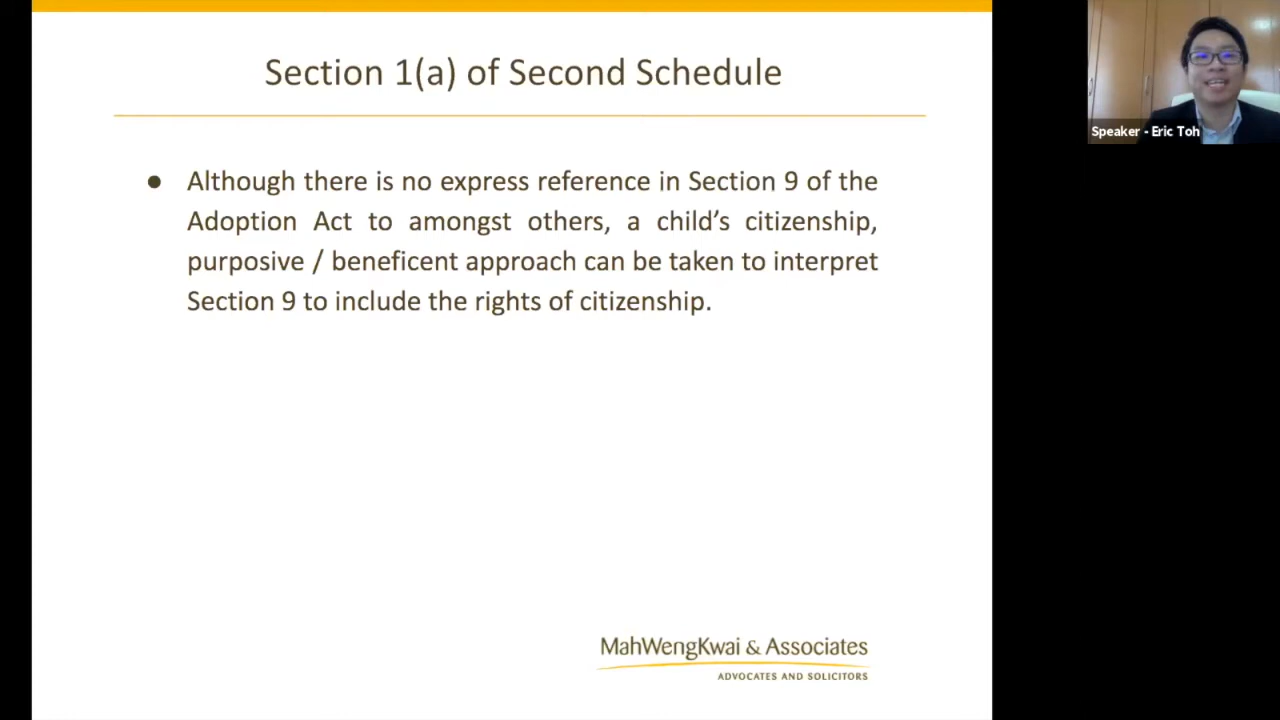 Section 1(a) of Second Schedule
● Although there is no express reference in Section 9 of the
Adoption Act to amongst others, a child's citizenship,
purposive / beneficent approach can be taken to interpret
Section 9 to include the rights of citizenship.
MahWengKwai & Associates
ADVOCATES AND SOLICITORS
Speaker - Eric Toh